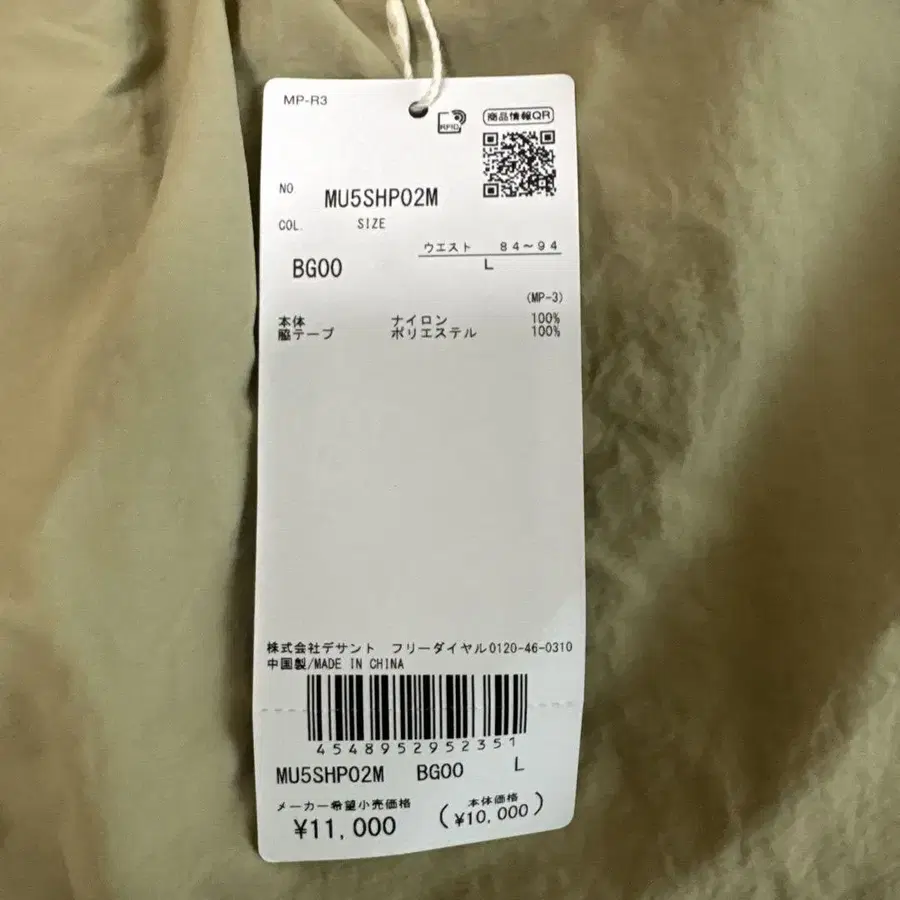 MP-R3
RFID
商品情報QR
NO. MU5SHP02M
COL. SIZE
ウエスト 84〜94
BG00 L
(MP-3)
本体 ナイロン 100%
脇テープ ポリエステル 100%
株式会社デサント フリーダイヤル0120-46-0310
中国製/MADE IN CHINA
4548952952351
MU5SHP02M BG00 L
メーカー希望小売価格 本体価格
¥11,000 (¥10,000)